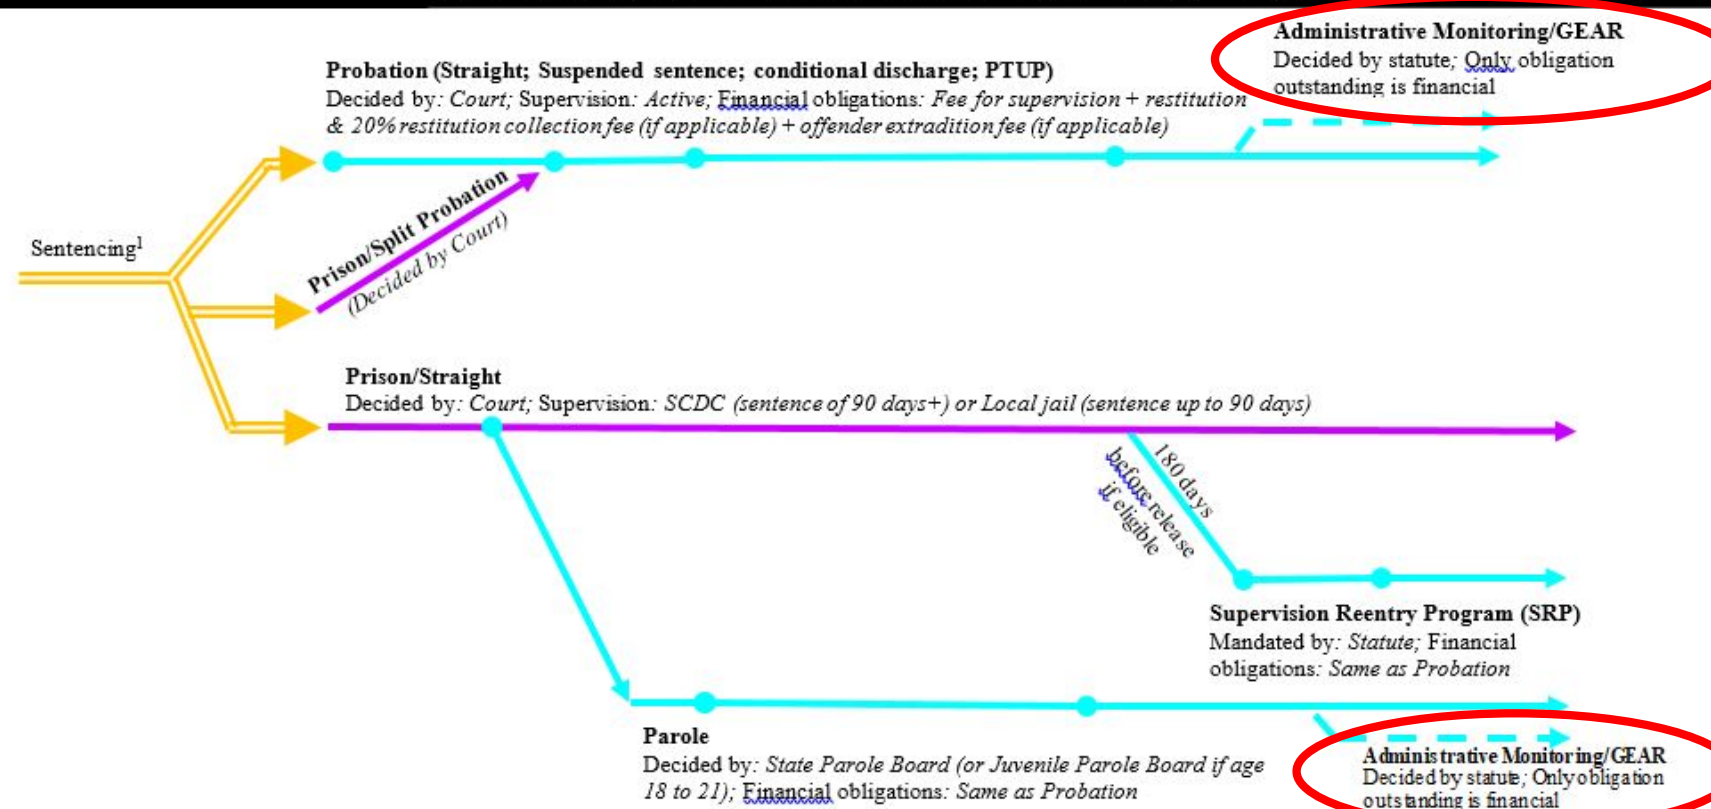 Administrative Monitoring/GEAR
Decided by statute; Only obligation
outstanding is financial
Probation (Straight; Suspended sentence; conditional discharge; PTUP)
Decided by: Court; Supervision: Active; Financial obligations: Fee for supervision + restitution
& 20% restitution collection fee (if applicable) + offender extradition fee (if applicable)
Sentencing1
Prison/Split Probation
(Decided by Court)
Prison/Straight
Decided by: Court; Supervision: SCDC (sentence of 90 days+) or Local jail (sentence up to 90 days)
180 days
before release
if eligible
Supervision Reentry Program (SRP)
Mandated by: Statute; Financial
obligations: Same as Probation
Parole
Decided by: State Parole Board (or Juvenile Parole Board if age
18 to 21); Financial obligations: Same as Probation
Administrative Monitoring/GEAR
Decided by statute; Only obligation
outstanding is financial